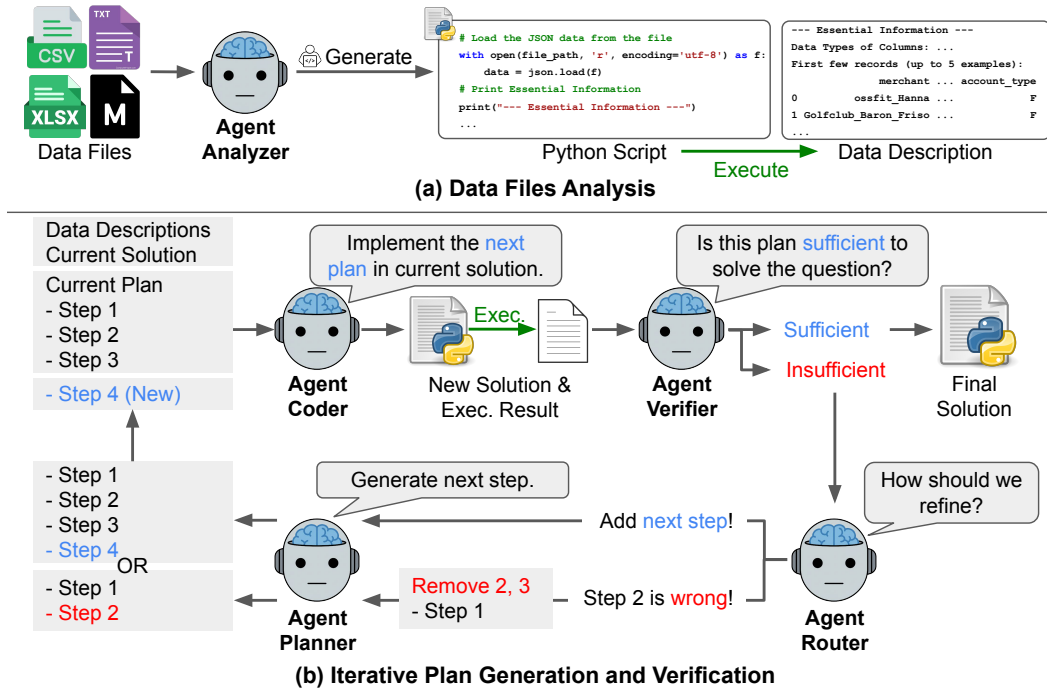 CSV
TXT
T
XLSX
M
Data Files
Agent
Analyzer
Generate
# Load the JSON data from the file
with open(file_path, 'r', encoding='utf-8') as f:
data = json.load(f)
# Print Essential Information
print("--- Essential Information ---")
...
Python Script
Execute
--- Essential Information ---
Data Types of Columns: ...
First few records (up to 5 examples):
merchant ... account_type
0 ossfit_Hanna ... F
1 Golfclub_Baron_Friso ... F
...
Data Description
(a) Data Files Analysis
Data Descriptions
Current Solution
Current Plan
- Step 1
- Step 2
- Step 3
- Step 4 (New)
Implement the next
plan in current solution.
Agent
Coder
Exec.
New Solution &
Exec. Result
Is this plan sufficient to
solve the question?
Agent
Verifier
Sufficient
Insufficient
Final
Solution
How should we
refine?
Agent
Router
Add next step!
Step 2 is wrong!
Remove 2, 3
- Step 1
Generate next step.
Agent
Planner
- Step 1
- Step 2
- Step 3
- Step 4
OR
- Step 1
- Step 2
(b) Iterative Plan Generation and Verification